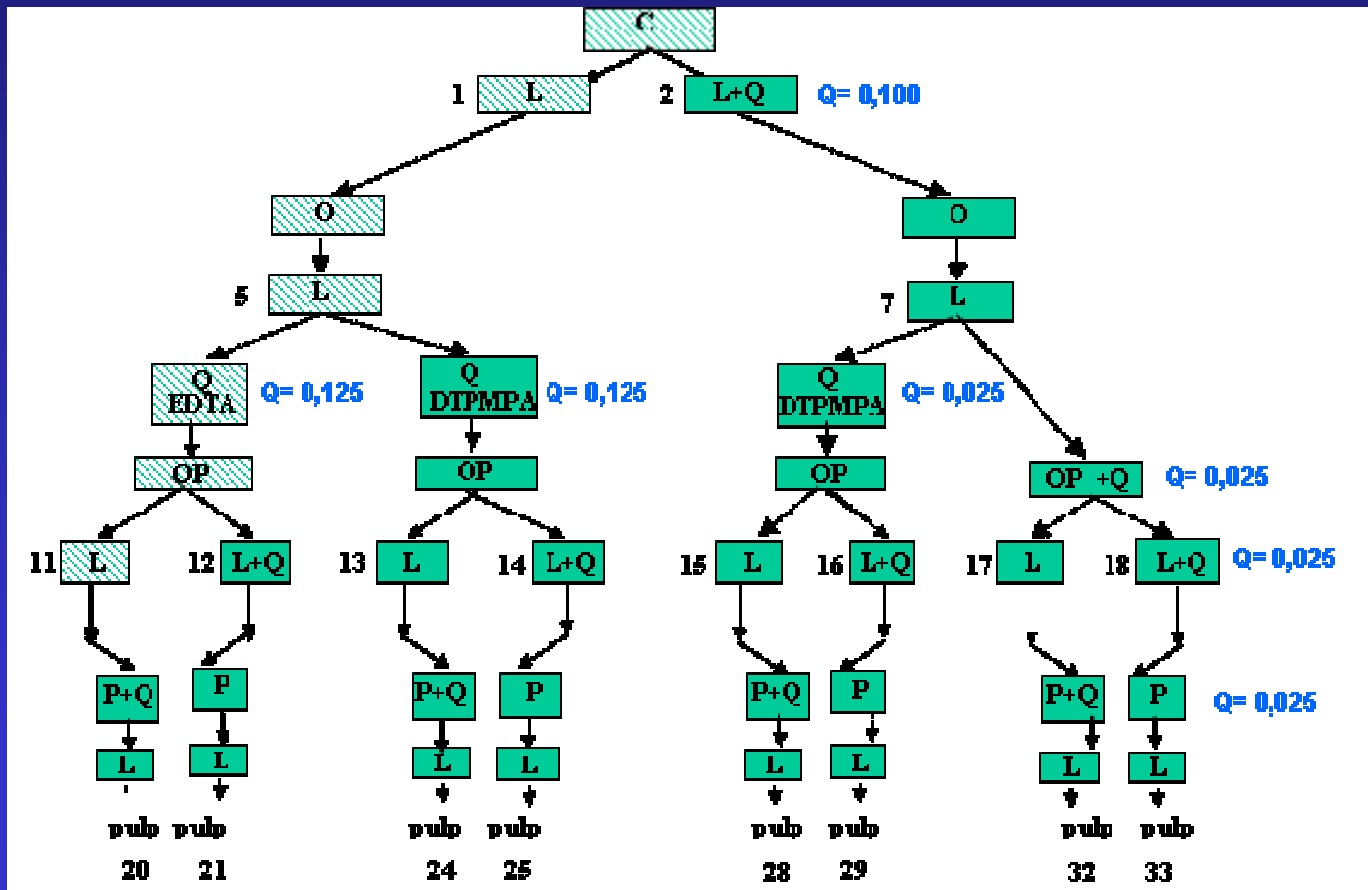 C
1 L 2 L+Q Q= 0,100
O O
5 L 7 L
Q Q= 0,125 Q Q= 0,125 Q Q= 0,025
EDTA DTPMPA DTPMPA
OP OP OP OP +Q Q= 0,025
11 L 12 L+Q 13 L 14 L+Q 15 L 16 L+Q 17 L 18 L+Q Q= 0,025
P+Q P P+Q P P+Q P P+Q P Q= 0,025
L L L L L L L L
pulp pulp pulp pulp pulp pulp pulp pulp
20 21 24 25 28 29 32 33